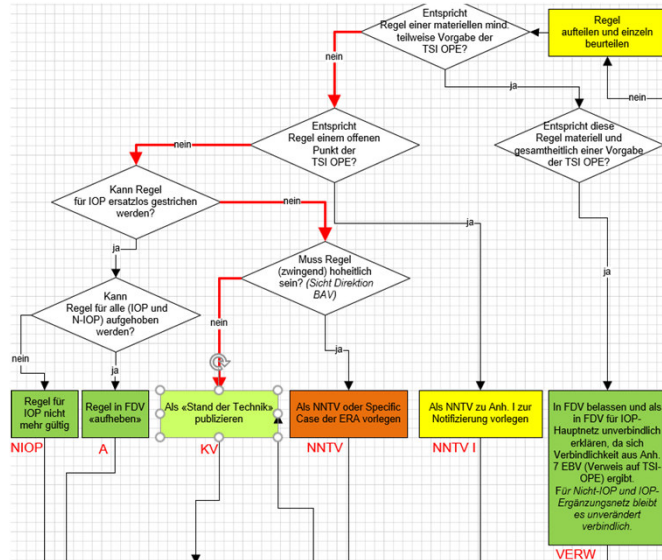 Entspricht
Regel einer materiellen mind.
teilweise Vorgabe der
TSI OPE?
Regel
aufteilen und einzeln
beurteilen
nein
ja
nein
Entspricht
Regel einem offenen
Punkt der
TSI OPE?
Entspricht diese
Regel materiell und
gesamtheitlich einer Vorgabe
der TSI OPE?
nein
Kann Regel
für IOP ersatzlos gestrichen
werden?
nein
ja
ja
Muss Regel
(zwingend) hoheitlich
sein? (Sicht Direktion
BAV)
ja
Kann
Regel für alle (IOP und
N-IOP) aufgehoben
werden?
nein
nein
ja
ja
Regel für
IOP nicht
mehr gültig
Regel in FDV
«aufheben»
Als «Stand der Technik»
publizieren
Als NNTV oder Specific
Case der ERA vorlegen
Als NNTV zu Anh. I zur
Notifizierung vorlegen
In FDV belassen und als
in FDV für IOP-
Hauptnetz unverbindlich
erklären, da sich
Verbindlichkeit aus Anh.
7 EBV (Verweis auf TSI-
OPE) ergibt.
Für Nicht-IOP und IOP-
Ergänzungsnetz bleibt
es unverändert
verbindlich.
NIOP
A
KV
NNTV
NNTV I
VERW